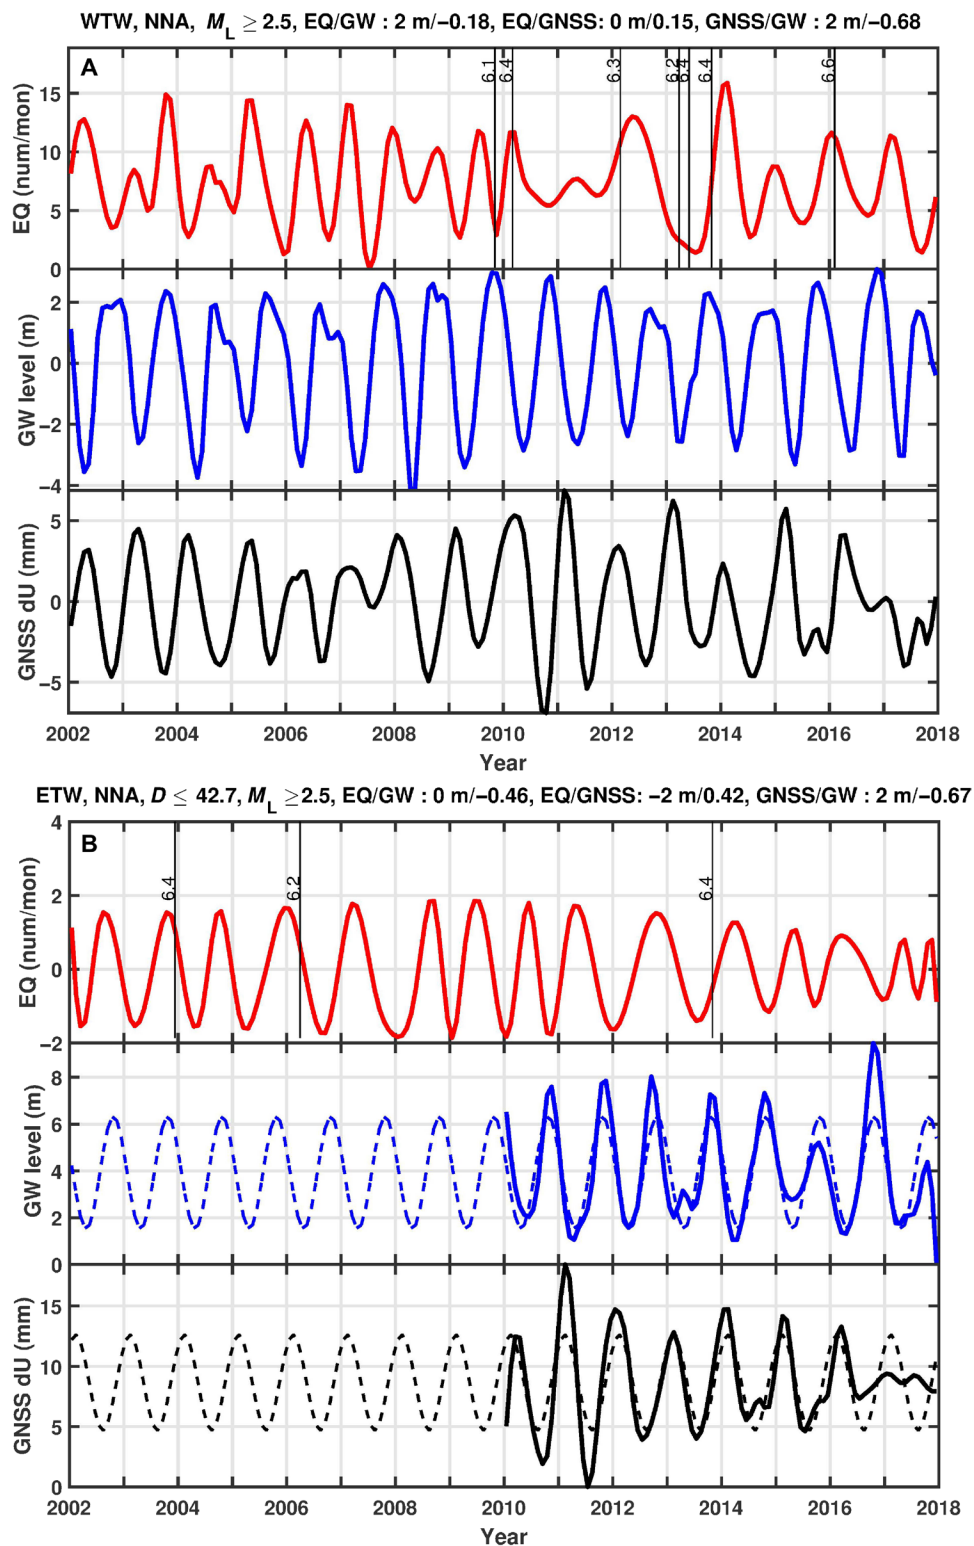 WTW, NNA, M_L ≥ 2.5, EQ/GW : 2 m/−0.18, EQ/GNSS: 0 m/0.15, GNSS/GW : 2 m/−0.68
A
6.1
6.4
6.3
6.2
6.4
6.4
6.6
EQ (num/mon)
15
10
5
0
GW level (m)
2
0
−2
−4
GNSS dU (mm)
5
0
−5
2002 2004 2006 2008 2010 2012 2014 2016 2018
Year
ETW, NNA, D ≤ 42.7, M_L ≥2.5, EQ/GW : 0 m/−0.46, EQ/GNSS: −2 m/0.42, GNSS/GW : 2 m/−0.67
B
6.4
6.2
6.4
EQ (num/mon)
4
2
0
−2
GW level (m)
8
6
4
2
0
GNSS dU (mm)
15
10
5
0
2002 2004 2006 2008 2010 2012 2014 2016 2018
Year